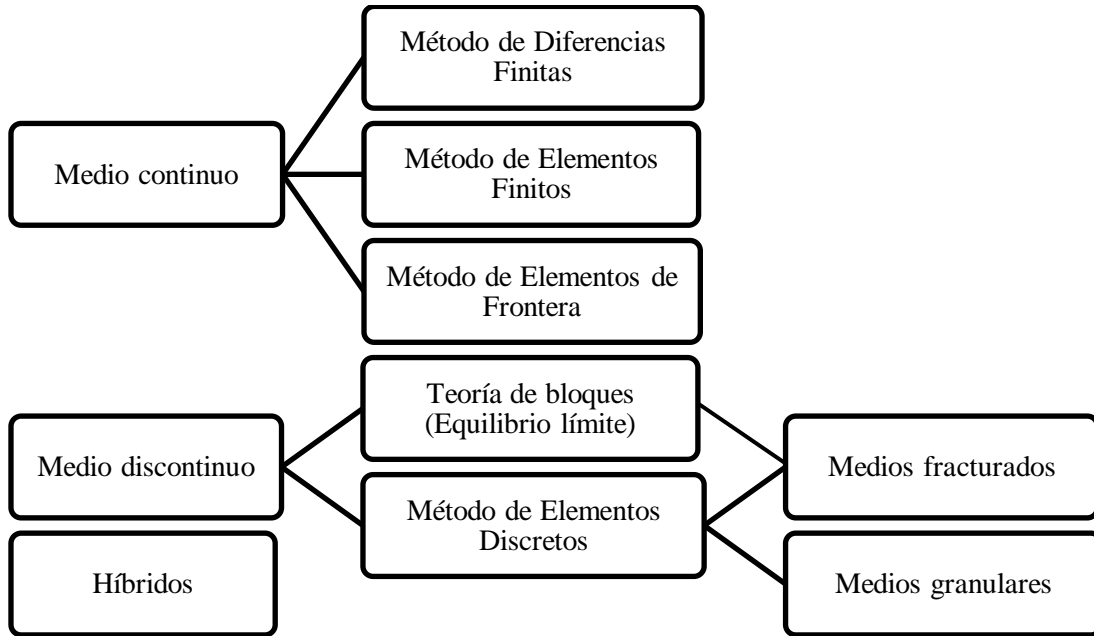 Método de Diferencias
Finitas
Medio continuo
Método de Elementos
Finitos
Método de Elementos de
Frontera
Teoría de bloques
(Equilibrio límite)
Medio discontinuo
Medios fracturados
Método de Elementos
Discretos
Híbridos
Medios granulares